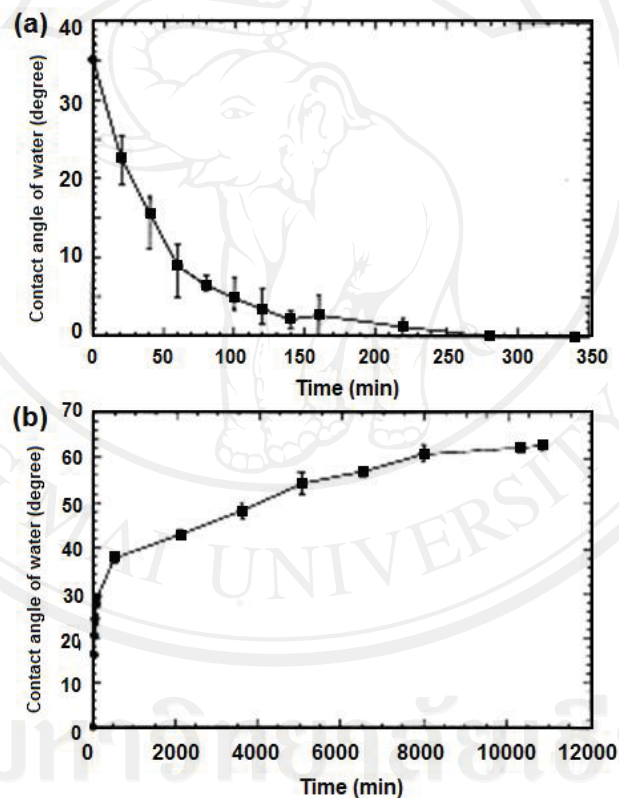 (a)
Contact angle of water (degree)
40
30
20
10
0
0 50 100 150 200 250 300 350
Time (min)
(b)
Contact angle of water (degree)
70
60
50
40
30
20
10
0
0 2000 4000 6000 8000 10000 12000
Time (min)
MAI UNIVERSITY